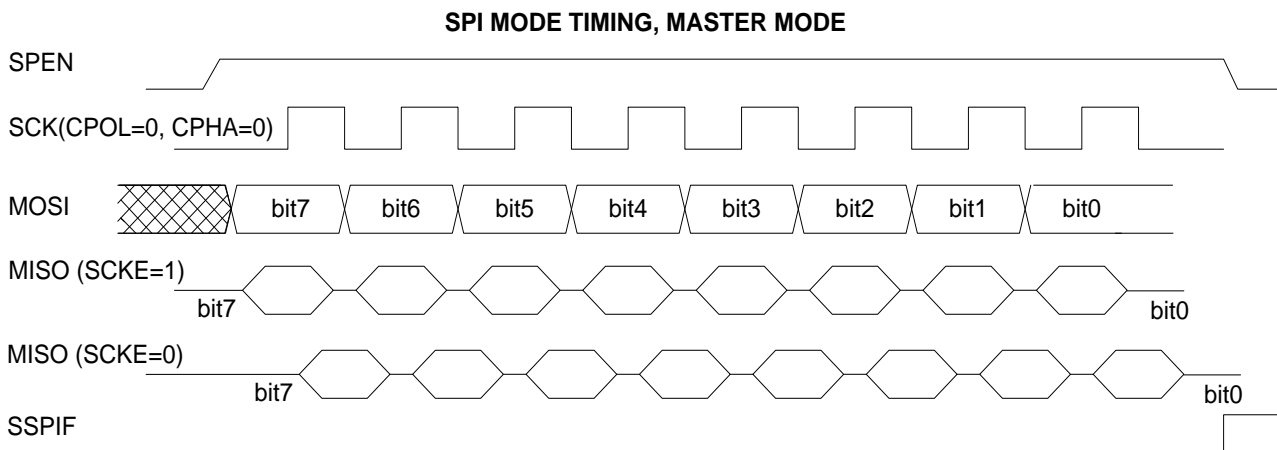 SPI MODE TIMING, MASTER MODE
SPEN
SCK(CPOL=0, CPHA=0)
MOSI bit7 bit6 bit5 bit4 bit3 bit2 bit1 bit0
MISO (SCKE=1)
bit7 bit0
MISO (SCKE=0)
bit7 bit0
SSPIF